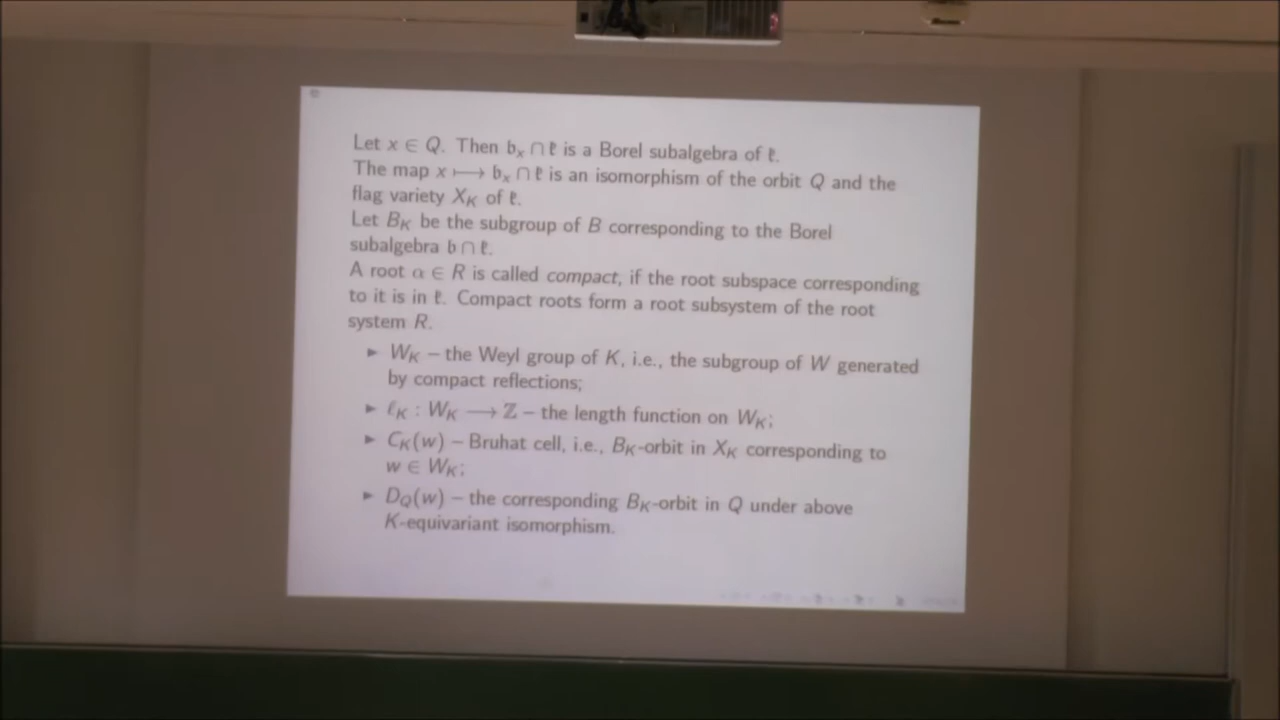 Let x ∈ Q. Then 𝔟ₓ ∩ 𝔨 is a Borel subalgebra of 𝔨.
The map x ⟼ 𝔟ₓ ∩ 𝔨 is an isomorphism of the orbit Q and the
flag variety X_K of 𝔨.
Let B_K be the subgroup of B corresponding to the Borel
subalgebra 𝔟 ∩ 𝔨.
A root α ∈ R is called compact, if the root subspace corresponding
to it is in 𝔨. Compact roots form a root subsystem of the root
system R.
► W_K – the Weyl group of K, i.e., the subgroup of W generated
by compact reflections;
► ℓ_K : W_K ⟶ ℤ – the length function on W_K;
► C_K(w) – Bruhat cell, i.e., B_K-orbit in X_K corresponding to
w ∈ W_K;
► D_Q(w) – the corresponding B_K-orbit in Q under above
K-equivariant isomorphism.